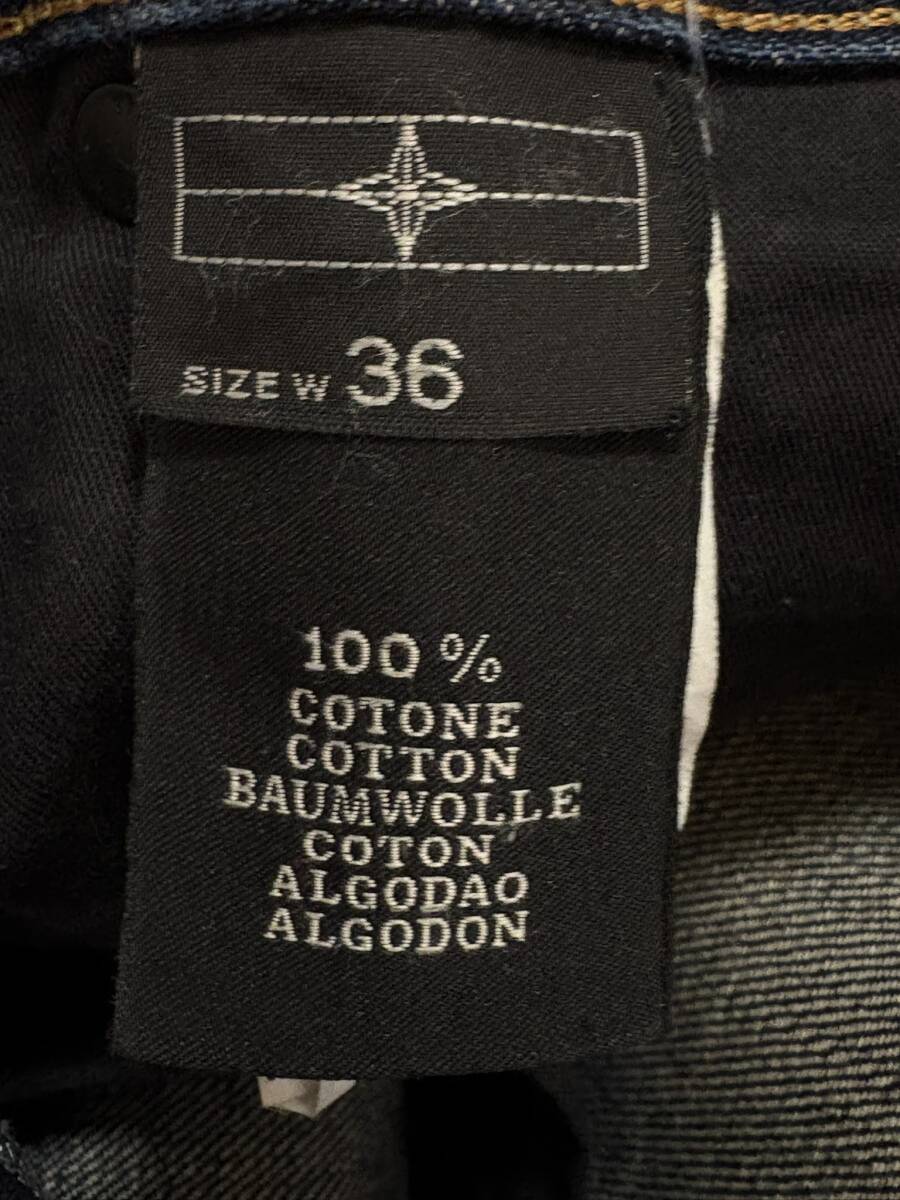 SIZE W 36
100 %
COTONE
COTTON
BAUMWOLLE
COTON
ALGODAO
ALGODON